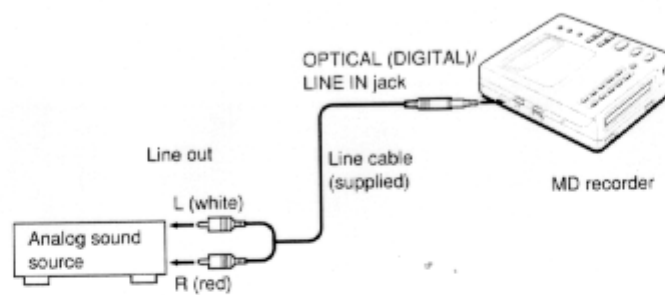 OPTICAL (DIGITAL)/
LINE IN jack
Line out
Line cable
(supplied)
MD recorder
L (white)
Analog sound
source
R (red)